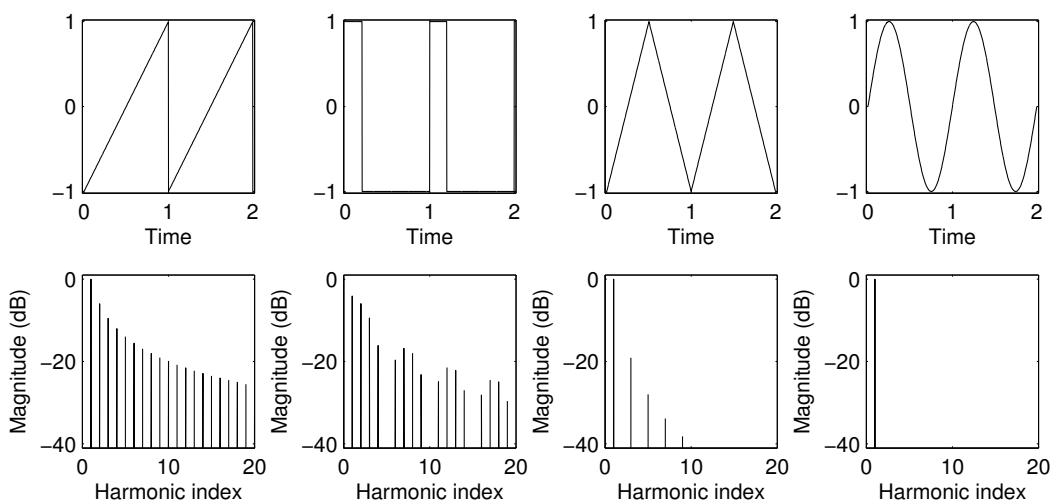 1 1 1 1
0 0 0 0
−1 −1 −1 −1
0 1 2 0 1 2 0 1 2 0 1 2
Time Time Time Time
0 0 0 0
−20 −20 −20 −20
−40 −40 −40 −40
Magnitude (dB) Magnitude (dB) Magnitude (dB) Magnitude (dB)
0 10 20 0 10 20 0 10 20 0 10 20
Harmonic index Harmonic index Harmonic index Harmonic index